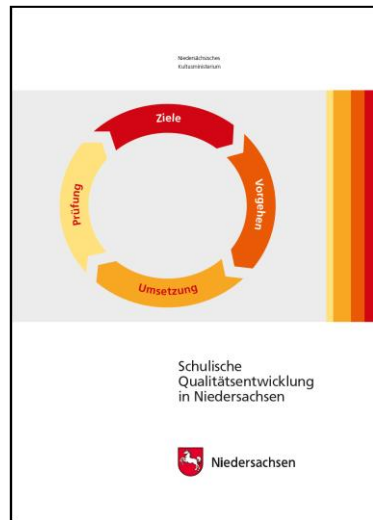 Niedersächsisches
Kultusministerium
Ziele
Vorgehen
Umsetzung
Prüfung
Schulische
Qualitätsentwicklung
in Niedersachsen
Niedersachsen